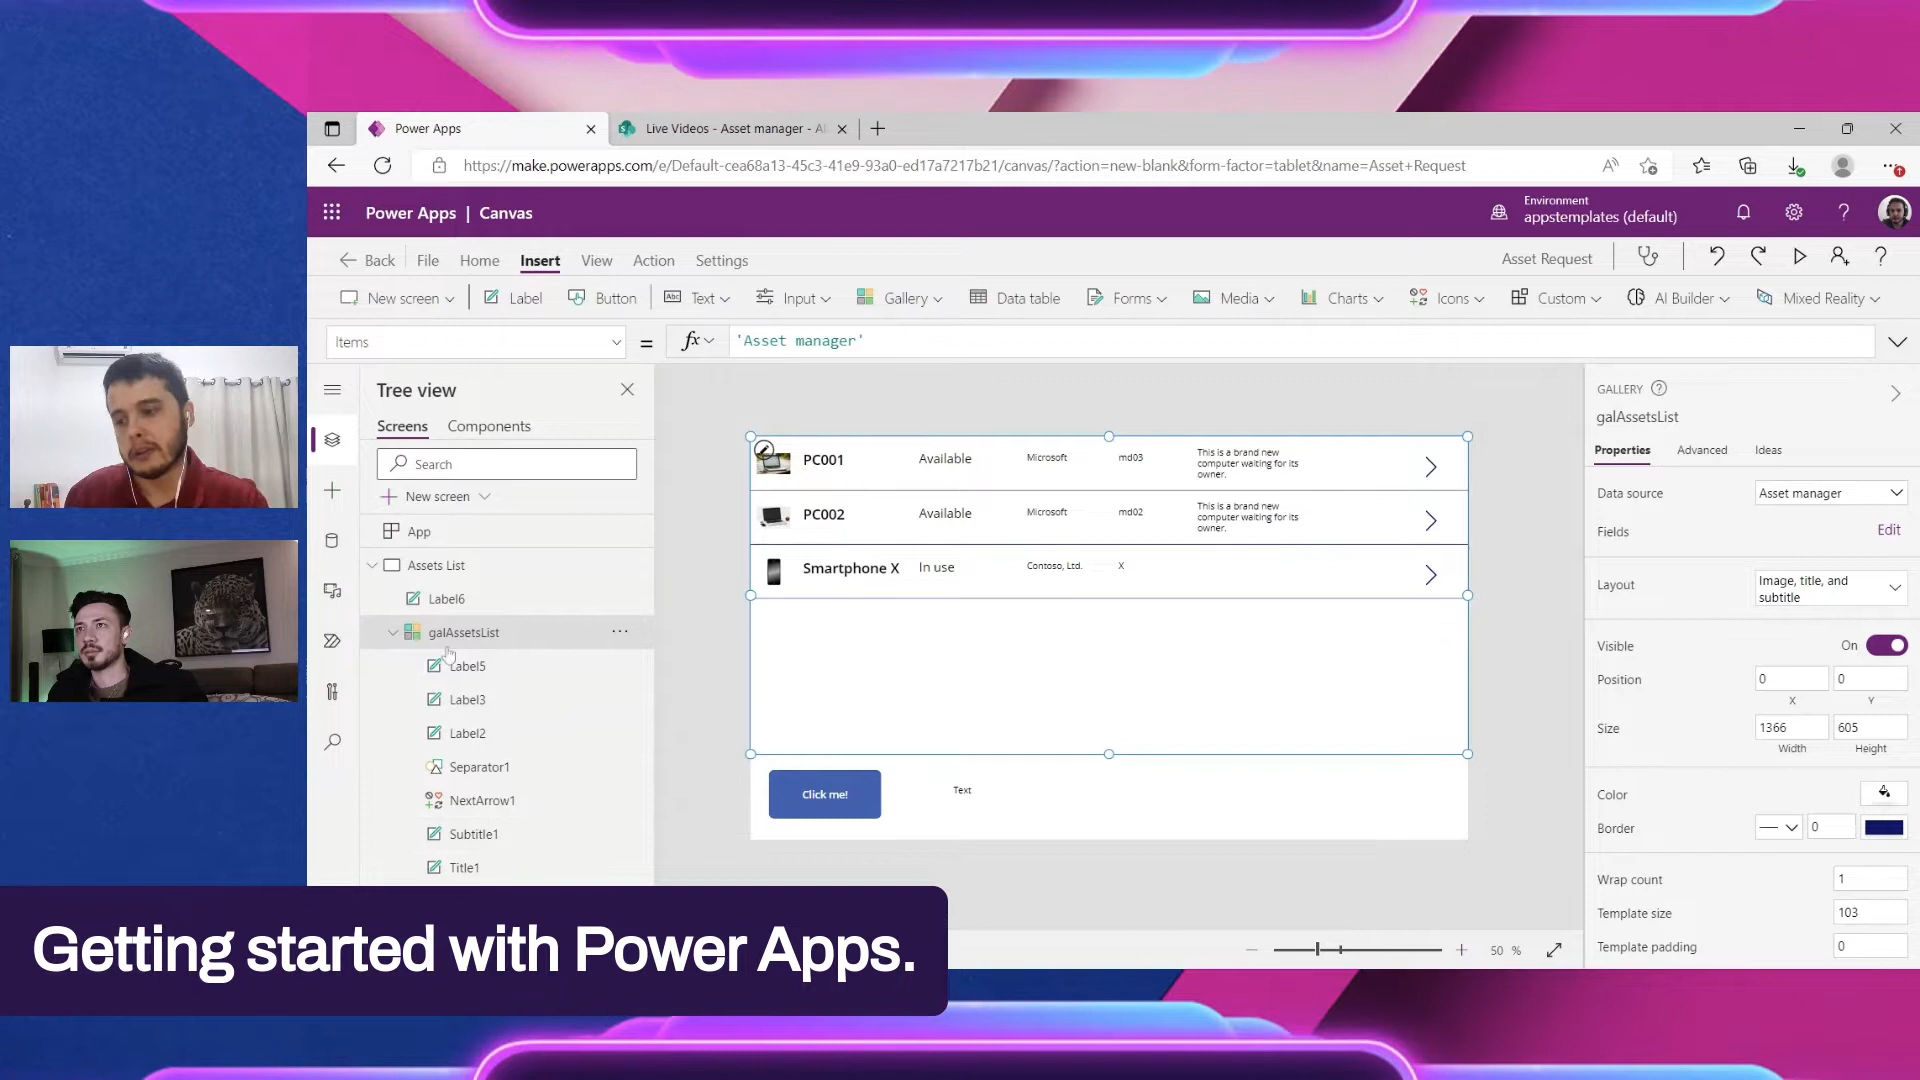 Power Apps
Live Videos - Asset manager - Al
https://make.powerapps.com/e/Default-cea68a13-45c3-41e9-93a0-ed17a7217b21/canvas/?action=new-blank&form-factor=tablet&name=Asset+Request
Power Apps | Canvas
Environment
appstemplates (default)
Back File Home Insert View Action Settings
Asset Request
New screen Label Button Text Input Gallery Data table Forms Media Charts Icons Custom AI Builder Mixed Reality
Items = fx 'Asset manager'
Tree view
Screens Components
Search
New screen
App
Assets List
Label6
galAssetsList
Label5
Label3
Label2
Separator1
NextArrow1
Subtitle1
Title1
PC001 Available Microsoft md03
This is a brand new
computer waiting for its
owner.
PC002 Available Microsoft md02
This is a brand new
computer waiting for its
owner.
Smartphone X In use Contoso, Ltd. X
Click me!
Text
50 %
GALLERY
galAssetsList
Properties Advanced Ideas
Data source Asset manager
Fields Edit
Layout
Image, title, and
subtitle
Visible On
Position 0 0
X Y
Size 1366 605
Width Height
Color
Border 0
Wrap count 1
Template size 103
Template padding 0
Getting started with Power Apps.